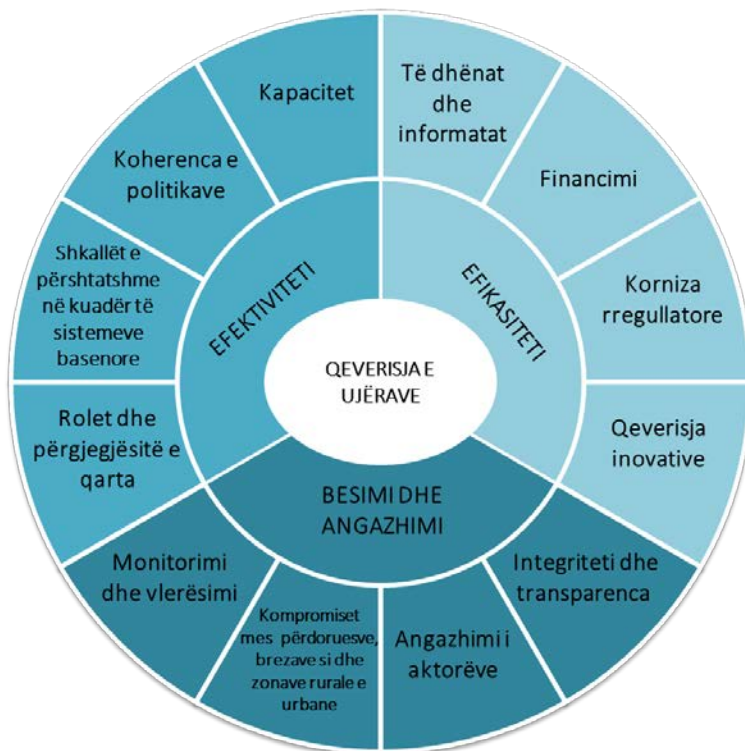 Kapacitet
Të dhënat
dhe
informatat
Financimi
Korniza
rregullatore
Qeverisja
inovative
Integriteti dhe
transparenca
Angazhimi i
aktorëve
Kompromiset
mes përdoruesve,
brezave si dhe
zonave rurale e
urbane
Monitorimi
dhe vlerësimi
Rolet dhe
përgjegjësitë e
qarta
Shkallët e
përshtatshme
në kuadër të
sistemeve
basenore
Koherenca e
politikave
EFEKTIVITETI
EFIKASITETI
BESIMI DHE
ANGAZHIMI
QEVERISJA E
UJËRAVE